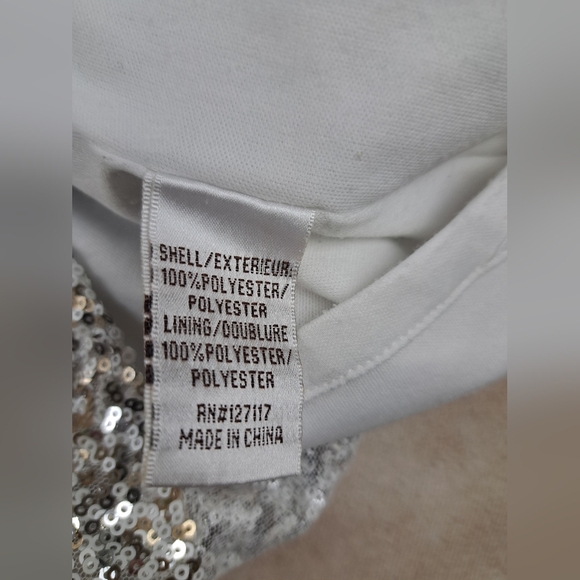 SHELL/EXTERIEUR:
100%POLYESTER/
POLYESTER
LINING/DOUBLURE
100%POLYESTER/
POLYESTER
RN#127117
MADE IN CHINA